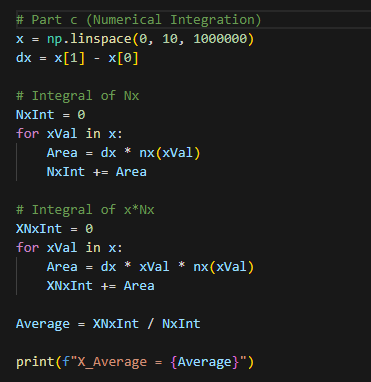 # Part c (Numerical Integration)
x = np.linspace(0, 10, 1000000)
dx = x[1] - x[0]
# Integral of Nx
NxInt = 0
for xVal in x:
    Area = dx * nx(xVal)
    NxInt += Area
# Integral of x*Nx
XNxInt = 0
for xVal in x:
    Area = dx * xVal * nx(xVal)
    XNxInt += Area
Average = XNxInt / NxInt
print(f"X_Average = {Average}")